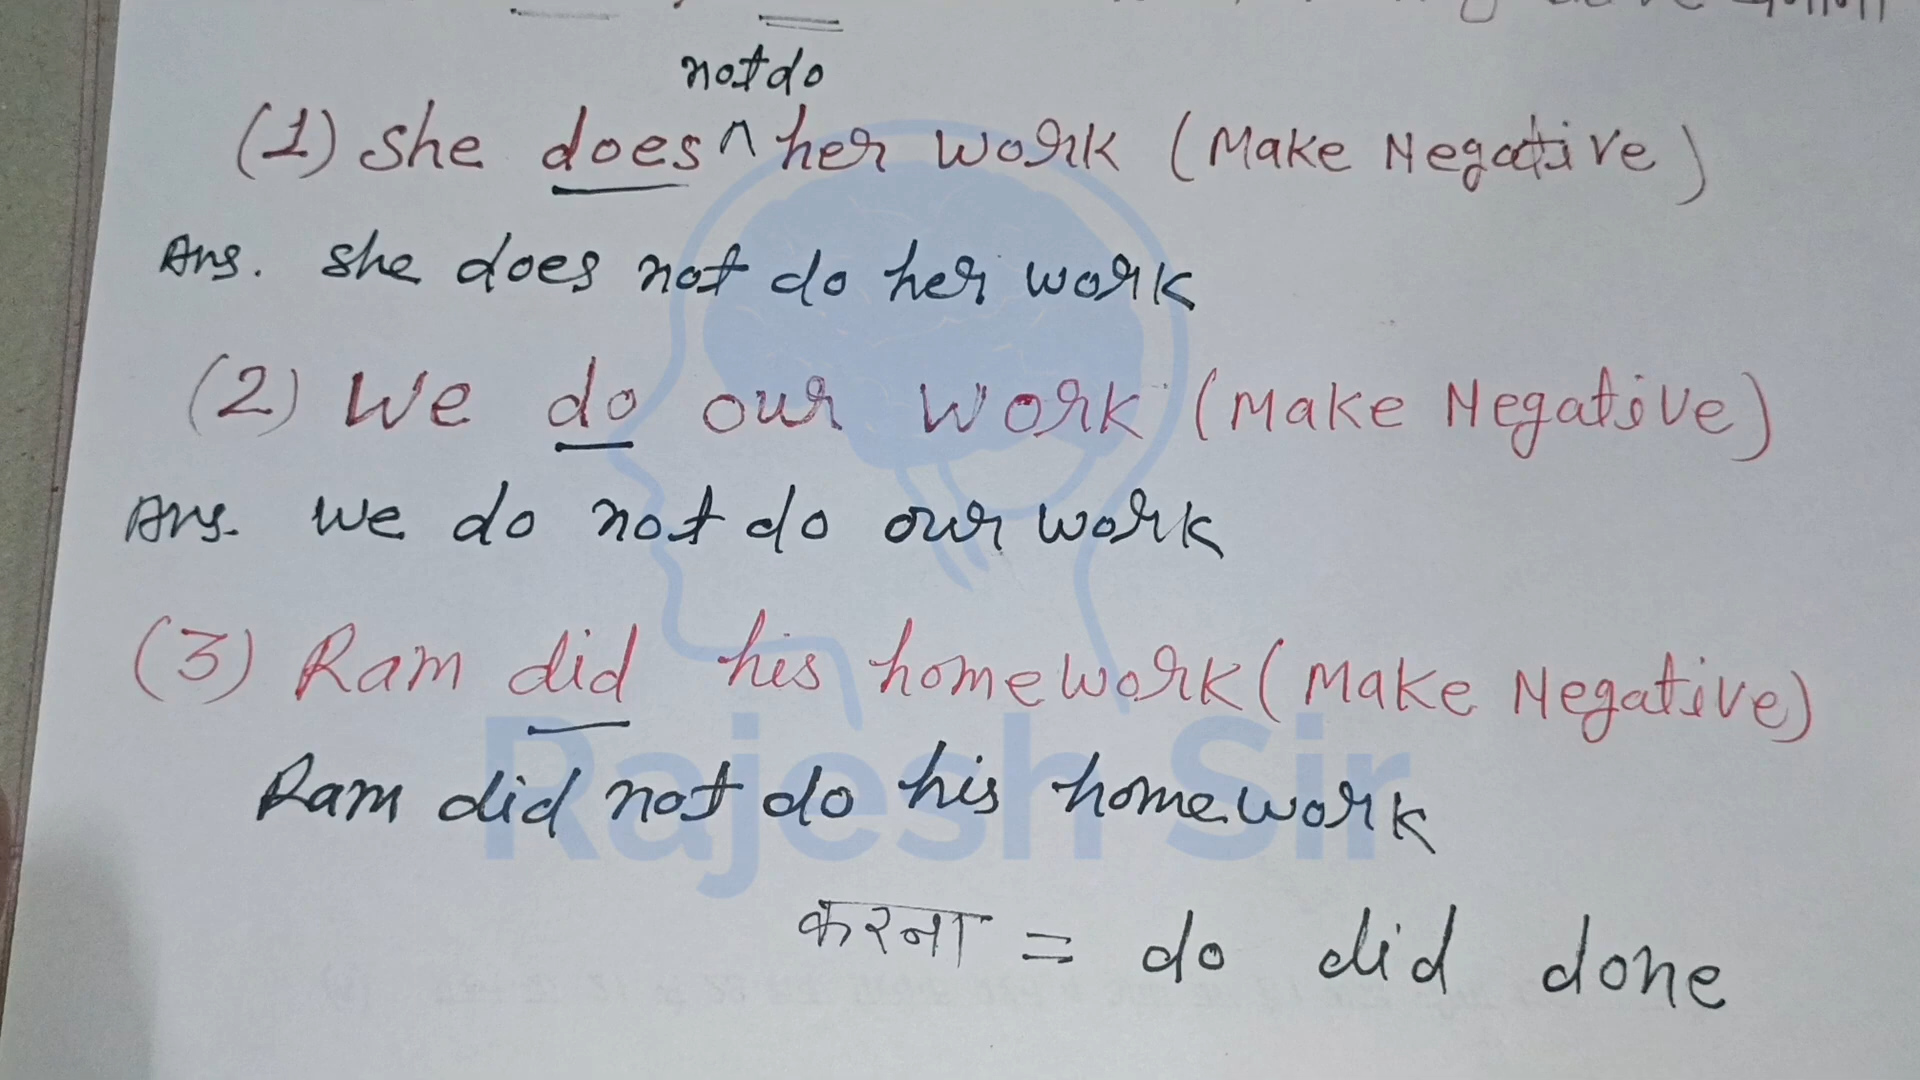 not do
(1) She does ^ her work (Make Negative)
Ans. She does not do her work
(2) We do our work (Make Negative)
Ans. We do not do our work
(3) Ram did his homework (Make Negative)
Ram did not do his homework
Rajesh Sir
करना = do did done